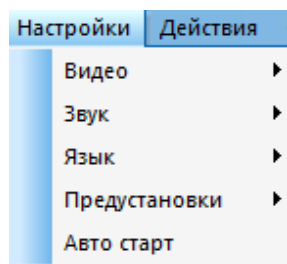 Настройки Действия
Видео
Звук
Язык
Предустановки
Авто старт